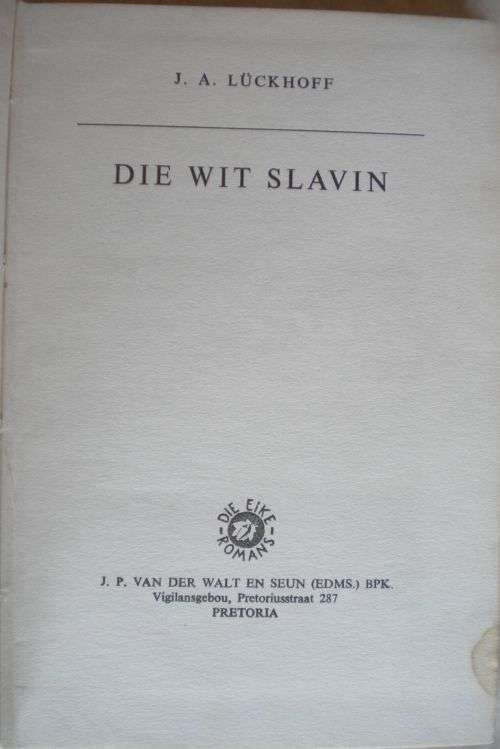 J. A. LÜCKHOFF
DIE WIT SLAVIN
DIE EIKE
ROMANS
J. P. VAN DER WALT EN SEUN (EDMS.) BPK.
Vigilansgebou, Pretoriusstraat 287
PRETORIA